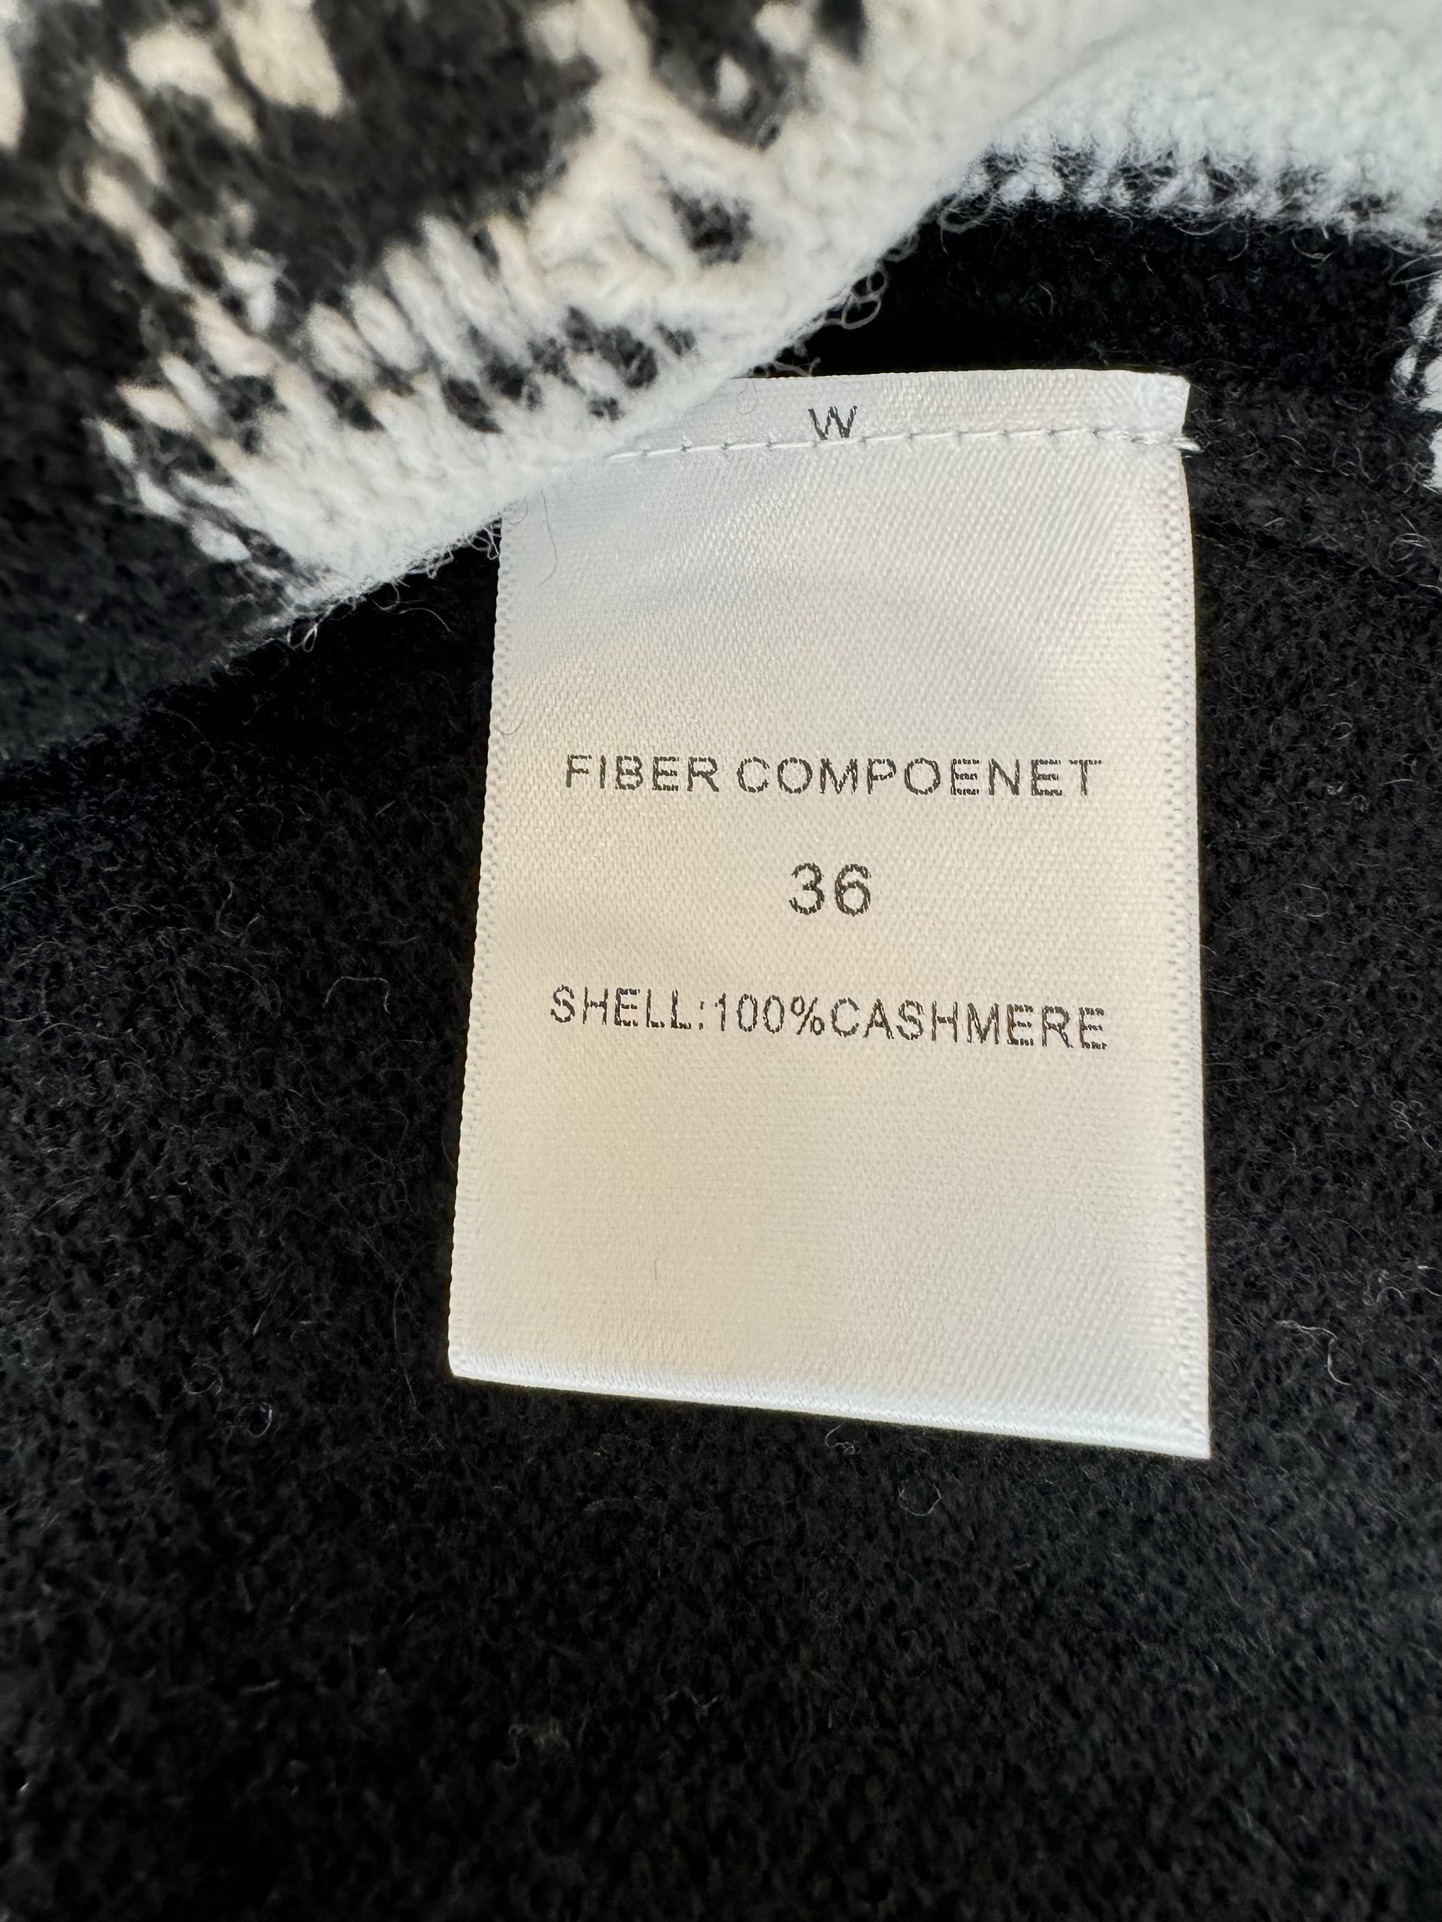 W
FIBER COMPOENET
36
SHELL:100%CASHMERE